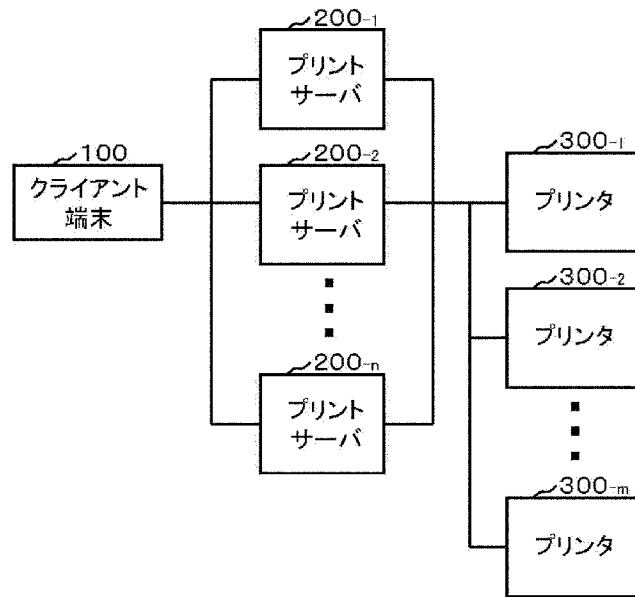 200-1
プリント
サーバ
100
クライアント
端末
200-2
プリント
サーバ
300-1
プリンタ
300-2
プリンタ
200-n
プリント
サーバ
300-m
プリンタ